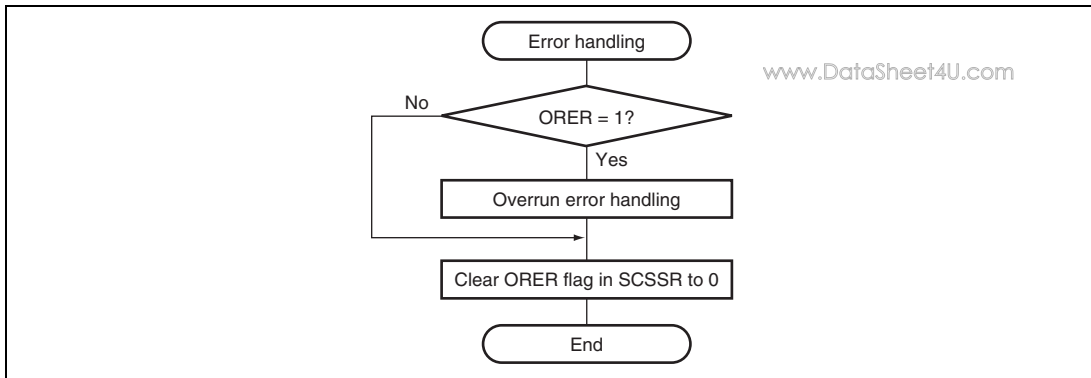 Error handling
www.DataSheet4U.com
No
ORER = 1?
Yes
Overrun error handling
Clear ORER flag in SCSSR to 0
End